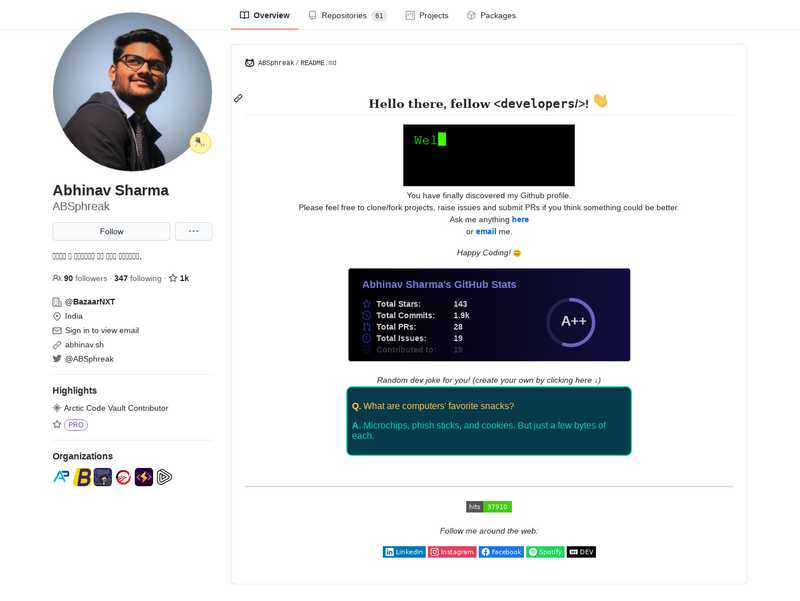 Overview
Repositories 61
Projects
Packages
ABSphreak / README.md
Hello there, fellow <developers/>! 👋
Wel
You have finally discovered my Github profile.
Please feel free to clone/fork projects, raise issues and submit PRs if you think something could be better.
Ask me anything here
or email me.
Happy Coding! 😊
Abhinav Sharma's GitHub Stats
Total Stars: 143
Total Commits: 1.9k
Total PRs: 28
Total Issues: 19
Contributed to: 19
A++
Random dev joke for you! (create your own by clicking here ↓)
Q. What are computers' favorite snacks?
A. Microchips, phish sticks, and cookies. But just a few bytes of
each.
hits 37910
Follow me around the web:
LinkedIn Instagram Facebook Spotify DEV
Abhinav Sharma
ABSphreak
Follow
90 followers · 347 following · 1k
@BazaarNXT
India
Sign in to view email
abhinav.sh
@ABSphreak
Highlights
Arctic Code Vault Contributor
PRO
Organizations